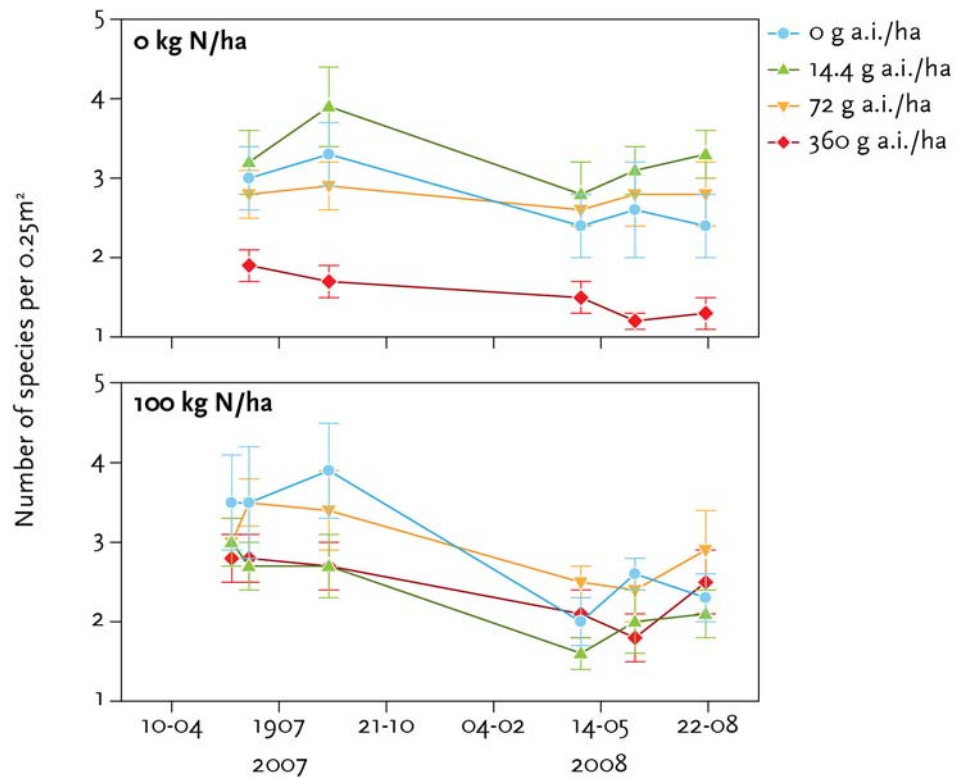 5
0 kg N/ha
4
3
2
1
0 g a.i./ha
14.4 g a.i./ha
72 g a.i./ha
360 g a.i./ha
Number of species per 0.25m²
5
100 kg N/ha
4
3
2
1
10-04
1907
21-10
04-02
14-05
22-08
2007
2008